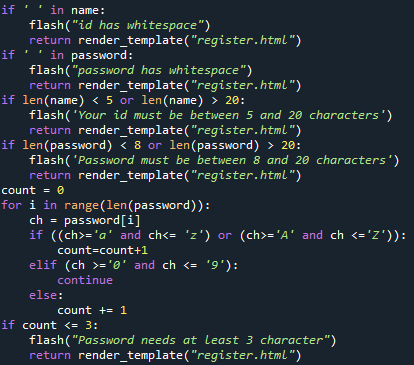 if ' ' in name:
    flash("id has whitespace")
    return render_template("register.html")
if ' ' in password:
    flash("password has whitespace")
    return render_template("register.html")
if len(name) < 5 or len(name) > 20:
    flash('Your id must be between 5 and 20 characters')
    return render_template("register.html")
if len(password) < 8 or len(password) > 20:
    flash('Password must be between 8 and 20 characters')
    return render_template("register.html")
count = 0
for i in range(len(password)):
    ch = password[i]
    if ((ch>='a' and ch<= 'z') or (ch>='A' and ch <='Z')):
        count=count+1
    elif (ch >='0' and ch <= '9'):
        continue
    else:
        count += 1
if count <= 3:
    flash("Password needs at least 3 character")
    return render_template("register.html")